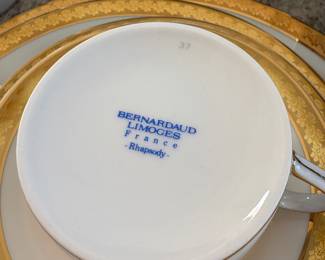 37
BERNARDAUD
LIMOGES
France
-Rhapsody-